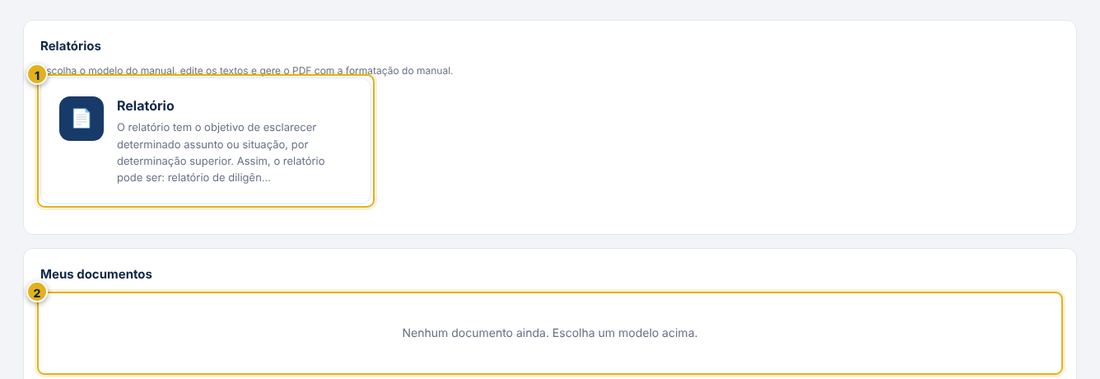 Relatórios
Escolha o modelo do manual, edite os textos e gere o PDF com a formatação do manual.
1
Relatório
O relatório tem o objetivo de esclarecer
determinado assunto ou situação, por
determinação superior. Assim, o relatório
pode ser: relatório de diligên...
Meus documentos
2
Nenhum documento ainda. Escolha um modelo acima.